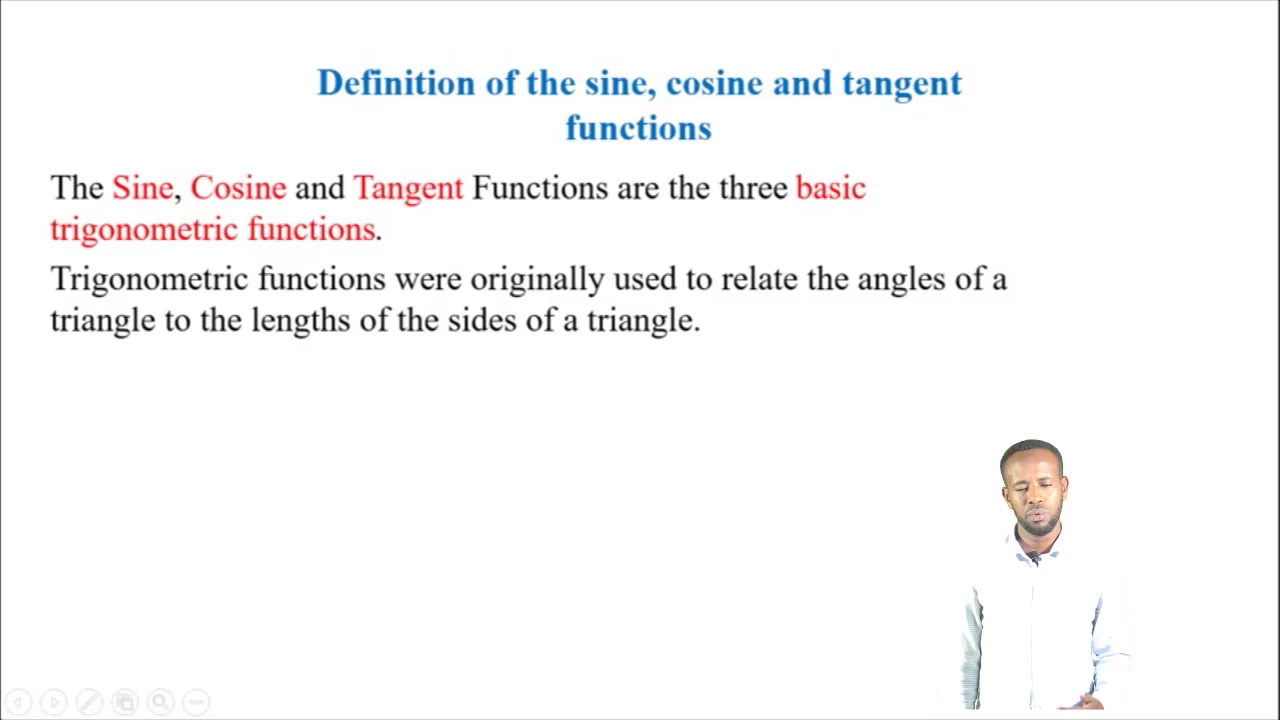 Definition of the sine, cosine and tangent
functions
The Sine, Cosine and Tangent Functions are the three basic
trigonometric functions.
Trigonometric functions were originally used to relate the angles of a
triangle to the lengths of the sides of a triangle.